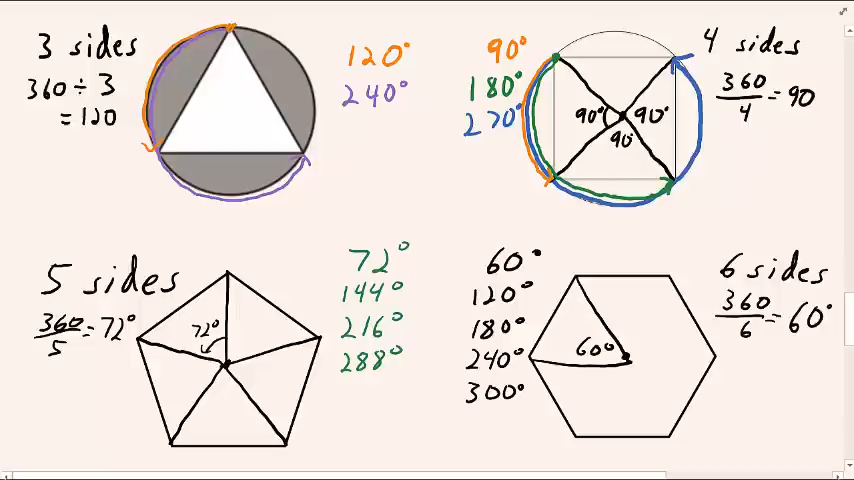 3 sides
360 ÷ 3
= 120
120°
240°
90°
180°
270°
90°
90°
90°
4 sides
360/4 = 90
5 sides
360/5 = 72°
72°
72°
144°
216°
288°
60°
120°
180°
240°
300°
60°
6 sides
360/6 = 60°